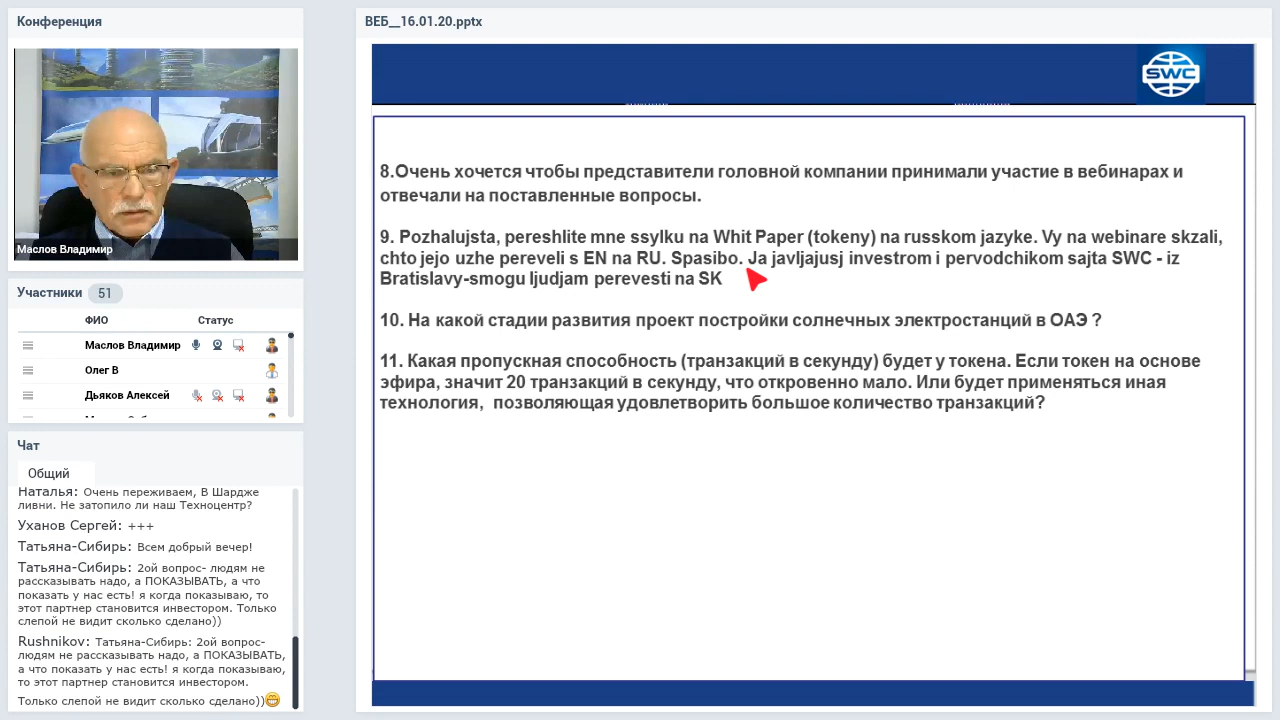 Конференция
Маслов Владимир
Участники 51
ФИО Статус
Маслов Владимир
Олег В
Дьяков Алексей
Чат
Общий
Наталья: Очень переживаем, В Шардже
ливни. Не затопило ли наш Техноцентр?
Уханов Сергей: +++
Татьяна-Сибирь: Всем добрый вечер!
Татьяна-Сибирь: 2ой вопрос- людям не
рассказывать надо, а ПОКАЗЫВАТЬ, а что
показать у нас есть! я когда показываю, то
этот партнер становится инвестором. Только
слепой не видит сколько сделано))
Rushnikov: Татьяна-Сибирь: 2ой вопрос-
людям не рассказывать надо, а ПОКАЗЫВАТЬ,
а что показать у нас есть! я когда показываю,
то этот партнер становится инвестором.
Только слепой не видит сколько сделано))
ВЕБ__16.01.20.pptx
SWC
8.Очень хочется чтобы представители головной компании принимали участие в вебинарах и
отвечали на поставленные вопросы.
9. Pozhalujsta, pereshlite mne ssylku na Whit Paper (tokeny) na russkom jazyke. Vy na webinare skzali,
chto jejo uzhe pereveli s EN na RU. Spasibo. Ja javljajusj investrom i pervodchikom sajta SWC - iz
Bratislavy-smogu ljudjam perevesti na SK
10. На какой стадии развития проект постройки солнечных электростанций в ОАЭ ?
11. Какая пропускная способность (транзакций в секунду) будет у токена. Если токен на основе
эфира, значит 20 транзакций в секунду, что откровенно мало. Или будет применяться иная
технология, позволяющая удовлетворить большое количество транзакций?